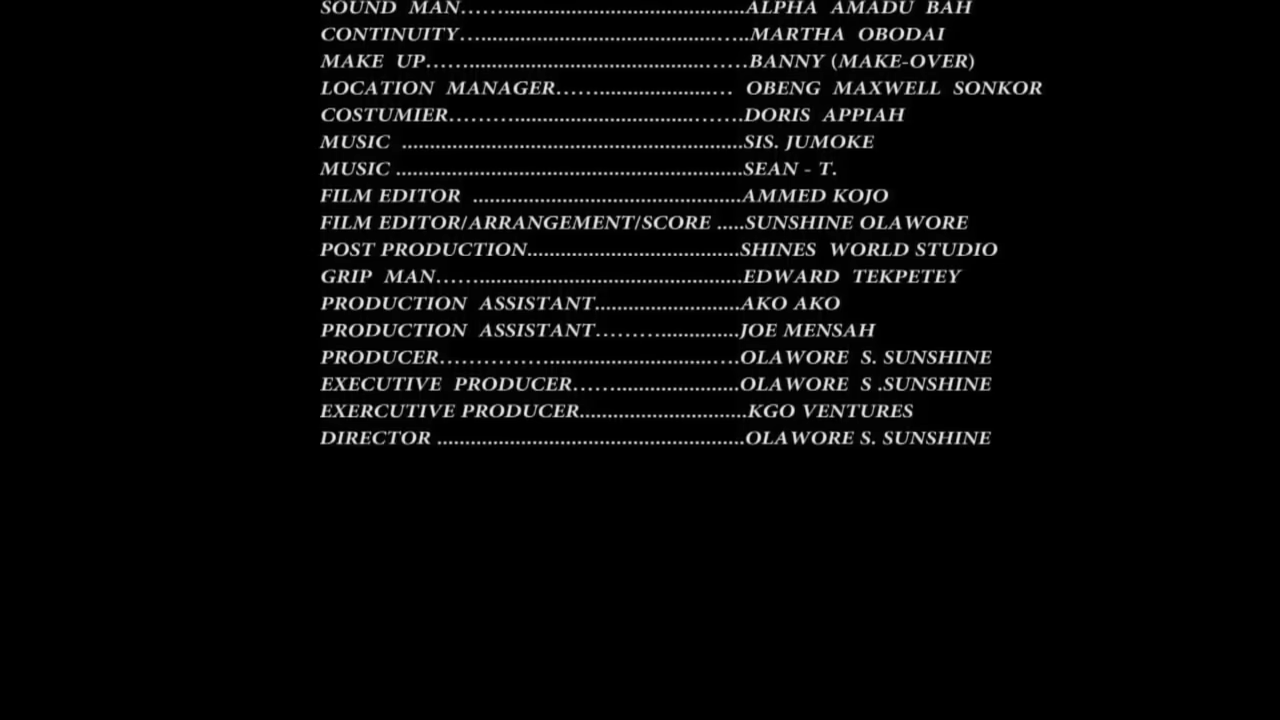 SOUND MAN……............................................ALPHA AMADU BAH
CONTINUITY….............................................…..MARTHA OBODAI
MAKE UP……............................................……BANNY (MAKE-OVER)
LOCATION MANAGER……....................… OBENG MAXWELL SONKOR
COSTUMIER………..................................…….DORIS APPIAH
MUSIC ..............................................................SIS. JUMOKE
MUSIC ...............................................................SEAN - T.
FILM EDITOR .................................................AMMED KOJO
FILM EDITOR/ARRANGEMENT/SCORE .....SUNSHINE OLAWORE
POST PRODUCTION.......................................SHINES WORLD STUDIO
GRIP MAN……................................................EDWARD TEKPETEY
PRODUCTION ASSISTANT..........................AKO AKO
PRODUCTION ASSISTANT………..............JOE MENSAH
PRODUCER…………….............................….OLAWORE S. SUNSHINE
EXECUTIVE PRODUCER……......................OLAWORE S .SUNSHINE
EXERCUTIVE PRODUCER...............................KGO VENTURES
DIRECTOR ........................................................OLAWORE S. SUNSHINE